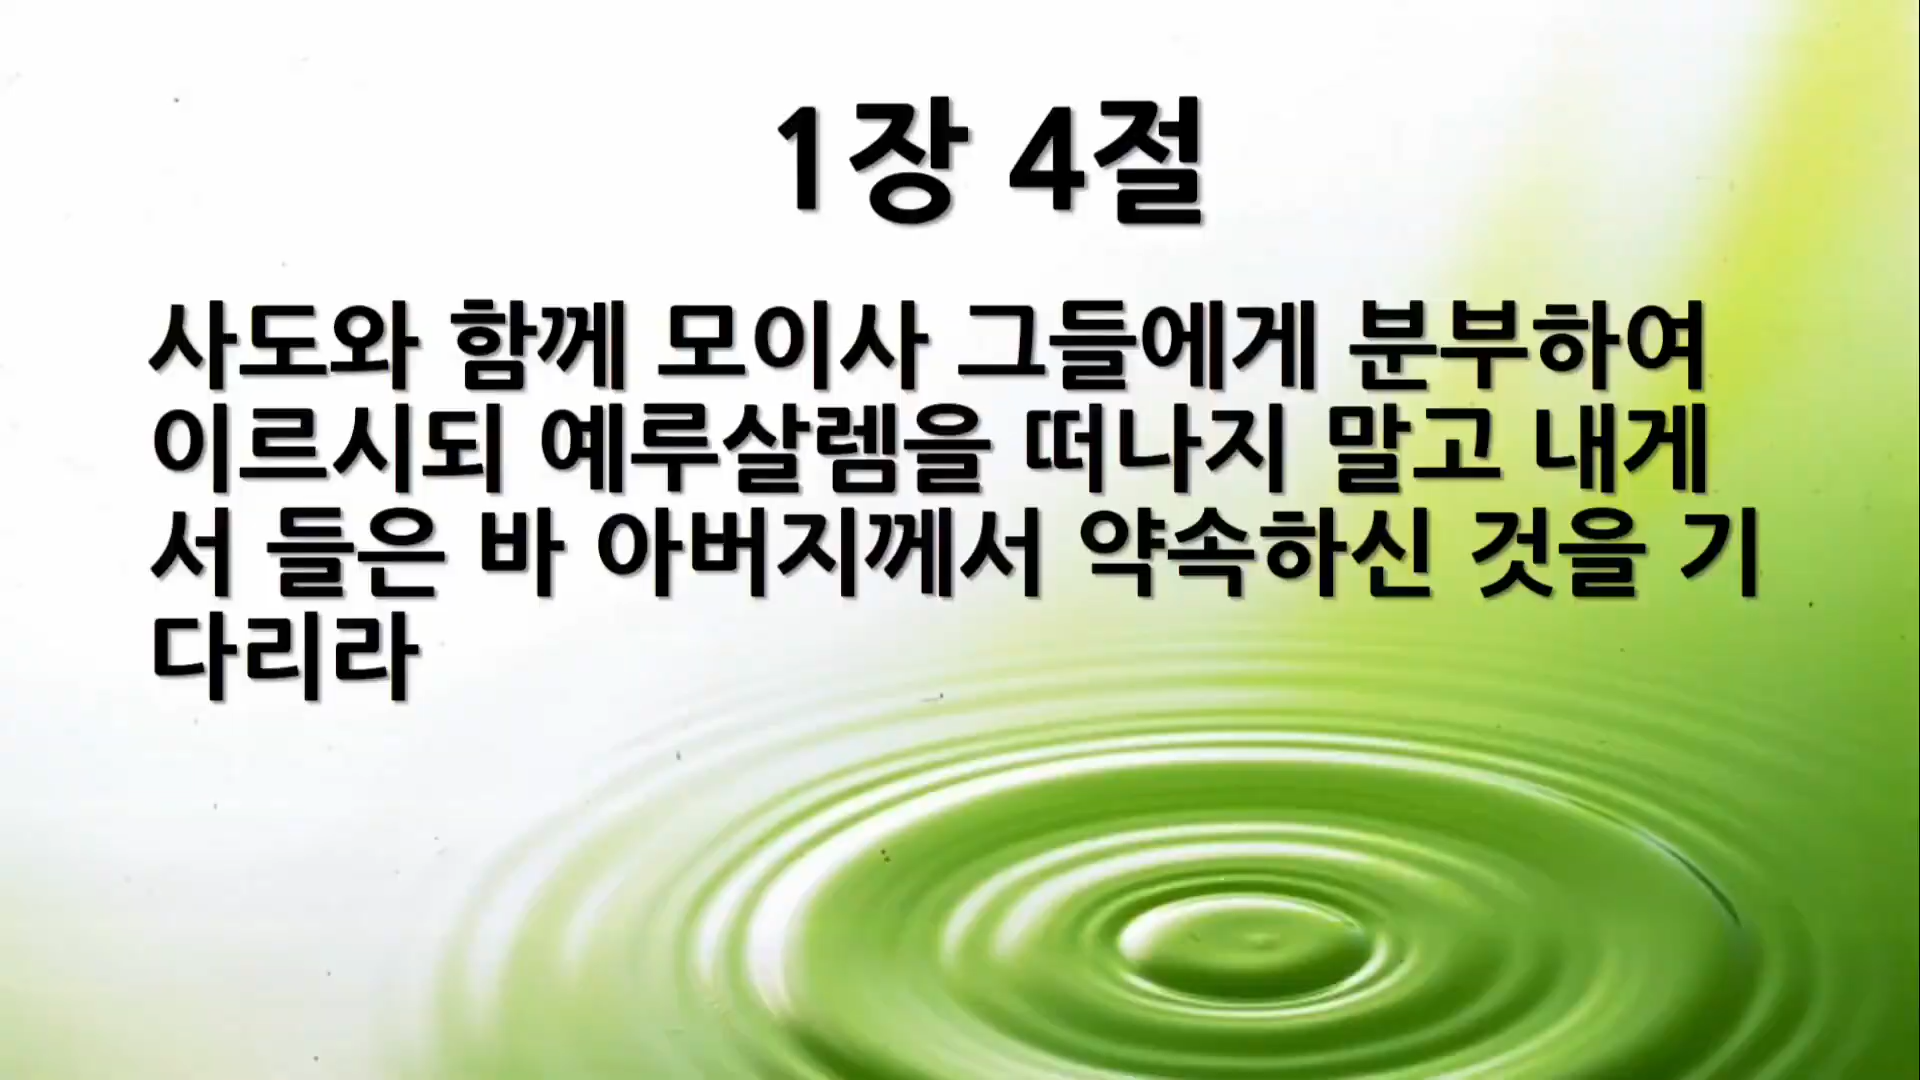 1장 4절
사도와 함께 모이사 그들에게 분부하여
이르시되 예루살렘을 떠나지 말고 내게
서 들은 바 아버지께서 약속하신 것을 기
다리라